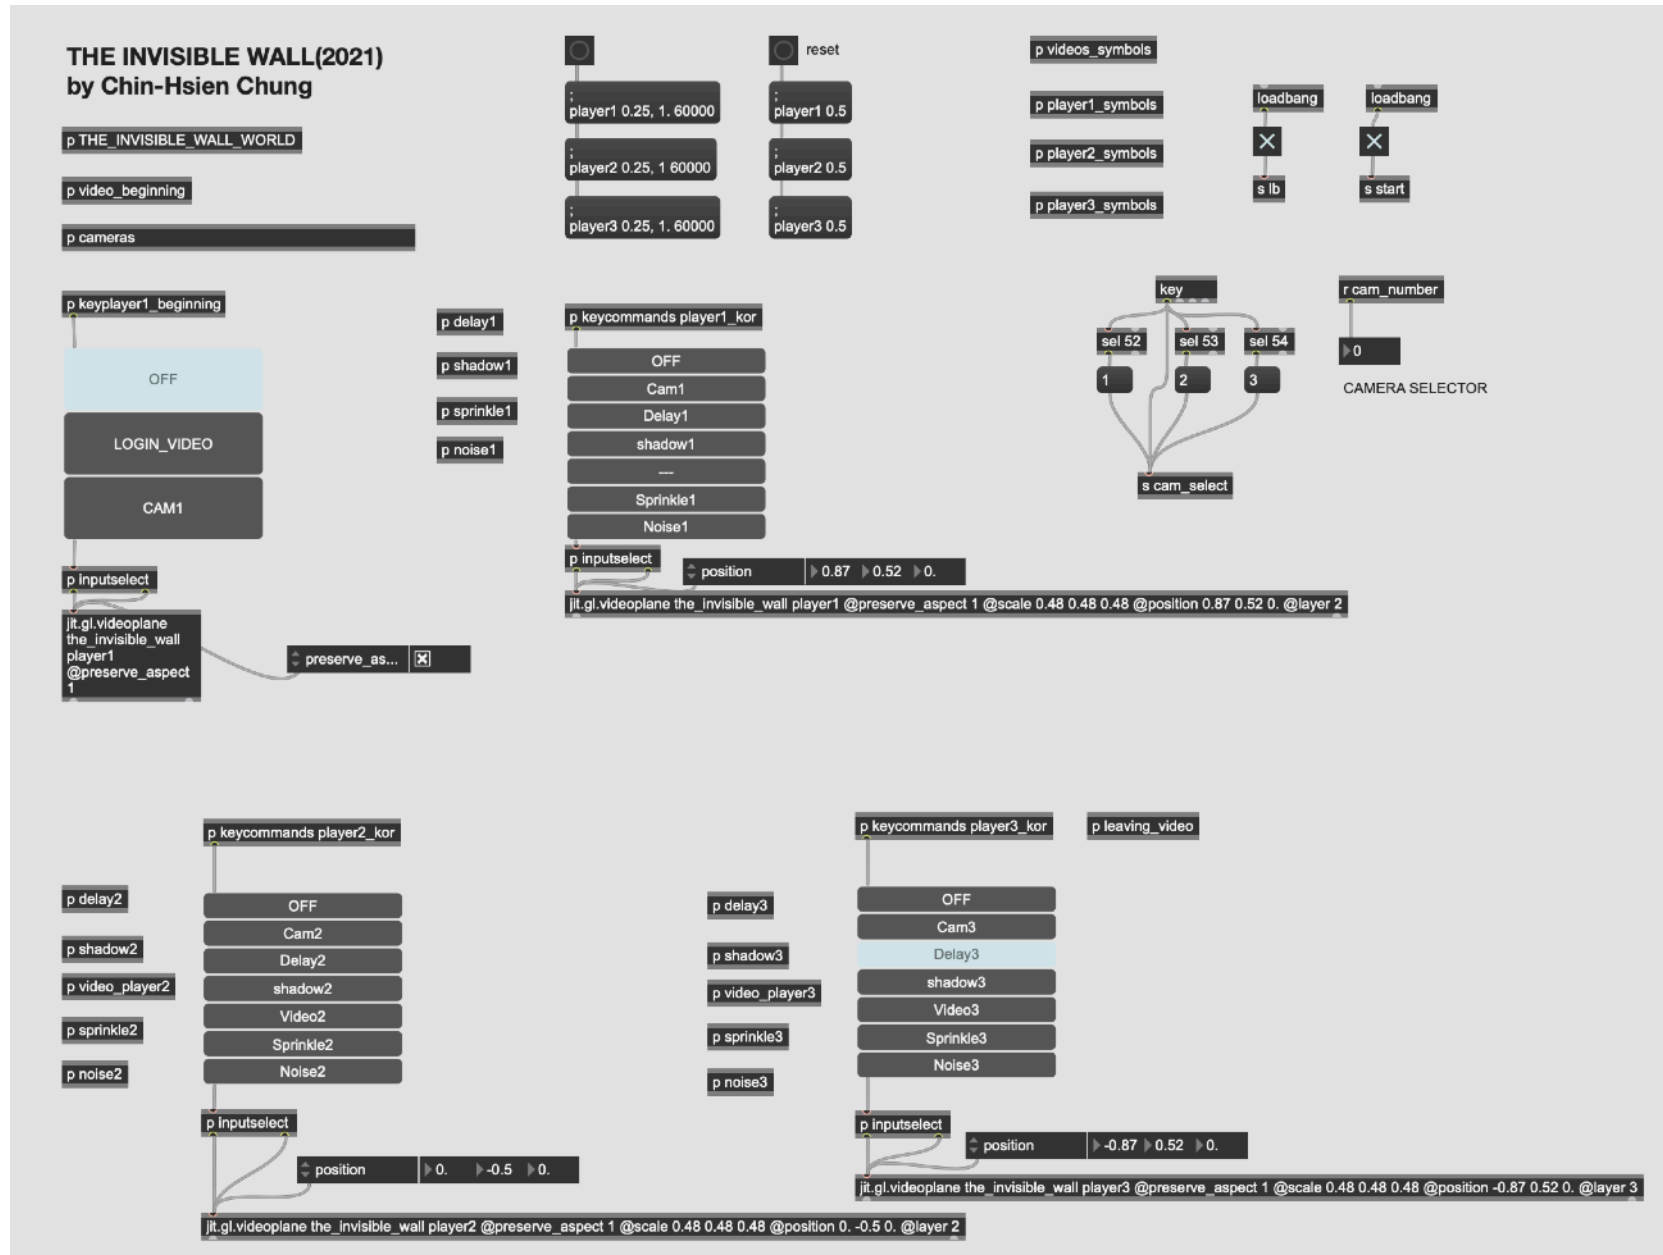 THE INVISIBLE WALL(2021)
by Chin-Hsien Chung
p THE_INVISIBLE_WALL_WORLD
p video_beginning
p cameras
;
player1 0.25, 1. 60000
;
player2 0.25, 1 60000
;
player3 0.25, 1. 60000
reset
;
player1 0.5
;
player2 0.5
;
player3 0.5
p videos_symbols
p player1_symbols
p player2_symbols
p player3_symbols
loadbang
s lb
loadbang
s start
p keyplayer1_beginning
OFF
LOGIN_VIDEO
CAM1
p inputselect
jit.gl.videoplane
the_invisible_wall
player1
@preserve_aspect
1
preserve_as...
p delay1
p shadow1
p sprinkle1
p noise1
p keycommands player1_kor
OFF
Cam1
Delay1
shadow1
---
Sprinkle1
Noise1
p inputselect
position 0.87 0.52 0.
jit.gl.videoplane the_invisible_wall player1 @preserve_aspect 1 @scale 0.48 0.48 0.48 @position 0.87 0.52 0. @layer 2
key
sel 52 sel 53 sel 54
1 2 3
s cam_select
r cam_number
0
CAMERA SELECTOR
p keycommands player2_kor
p delay2
p shadow2
p video_player2
p sprinkle2
p noise2
OFF
Cam2
Delay2
shadow2
Video2
Sprinkle2
Noise2
p inputselect
position 0. -0.5 0.
jit.gl.videoplane the_invisible_wall player2 @preserve_aspect 1 @scale 0.48 0.48 0.48 @position 0. -0.5 0. @layer 2
p keycommands player3_kor
p leaving_video
p delay3
p shadow3
p video_player3
p sprinkle3
p noise3
OFF
Cam3
Delay3
shadow3
Video3
Sprinkle3
Noise3
p inputselect
position -0.87 0.52 0.
jit.gl.videoplane the_invisible_wall player3 @preserve_aspect 1 @scale 0.48 0.48 0.48 @position -0.87 0.52 0. @layer 3